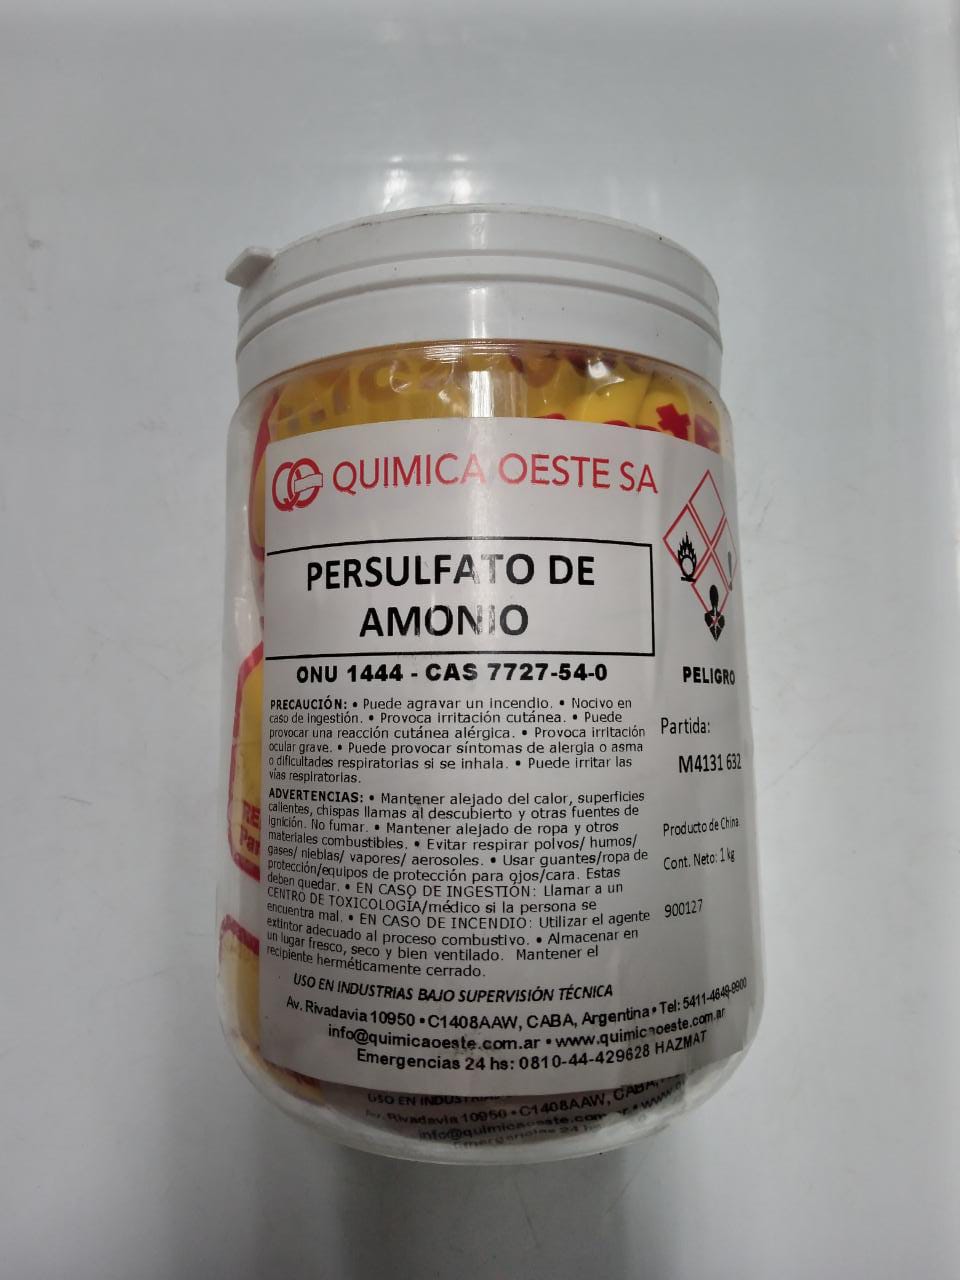 QUIMICA OESTE SA
PERSULFATO DE
AMONIO
ONU 1444 - CAS 7727-54-0
PELIGRO
PRECAUCIÓN: • Puede agravar un incendio. • Nocivo en
caso de ingestión. • Provoca irritación cutánea. • Puede
provocar una reacción cutánea alérgica. • Provoca irritación
ocular grave. • Puede provocar síntomas de alergia o asma
o dificultades respiratorias si se inhala. • Puede irritar las
vías respiratorias.
Partida:
M4131 632
ADVERTENCIAS: • Mantener alejado del calor, superficies
calientes, chispas llamas al descubierto y otras fuentes de
ignición. No fumar. • Mantener alejado de ropa y otros
materiales combustibles. • Evitar respirar polvos/ humos/
gases/ nieblas/ vapores/ aerosoles. • Usar guantes/ropa de
protección/equipos de protección para ojos/cara. Estas
deben quedar. • EN CASO DE INGESTIÓN: Llamar a un
CENTRO DE TOXICOLOGÍA/médico si la persona se
encuentra mal. • EN CASO DE INCENDIO: Utilizar el agente
extintor adecuado al proceso combustivo. • Almacenar en
un lugar fresco, seco y bien ventilado. Mantener el
recipiente herméticamente cerrado.
Producto de China
Cont. Neto: 1 kg
900127
USO EN INDUSTRIAS BAJO SUPERVISIÓN TÉCNICA
Av. Rivadavia 10950 • C1408AAW, CABA, Argentina • Tel: 5411-4649-9900
info@quimicaoeste.com.ar • www.quimicaoeste.com.ar
Emergencias 24 hs: 0810-44-429628 HAZMAT
USO EN
Av. Rivadavia 10950 • C1408AAW, CABA,